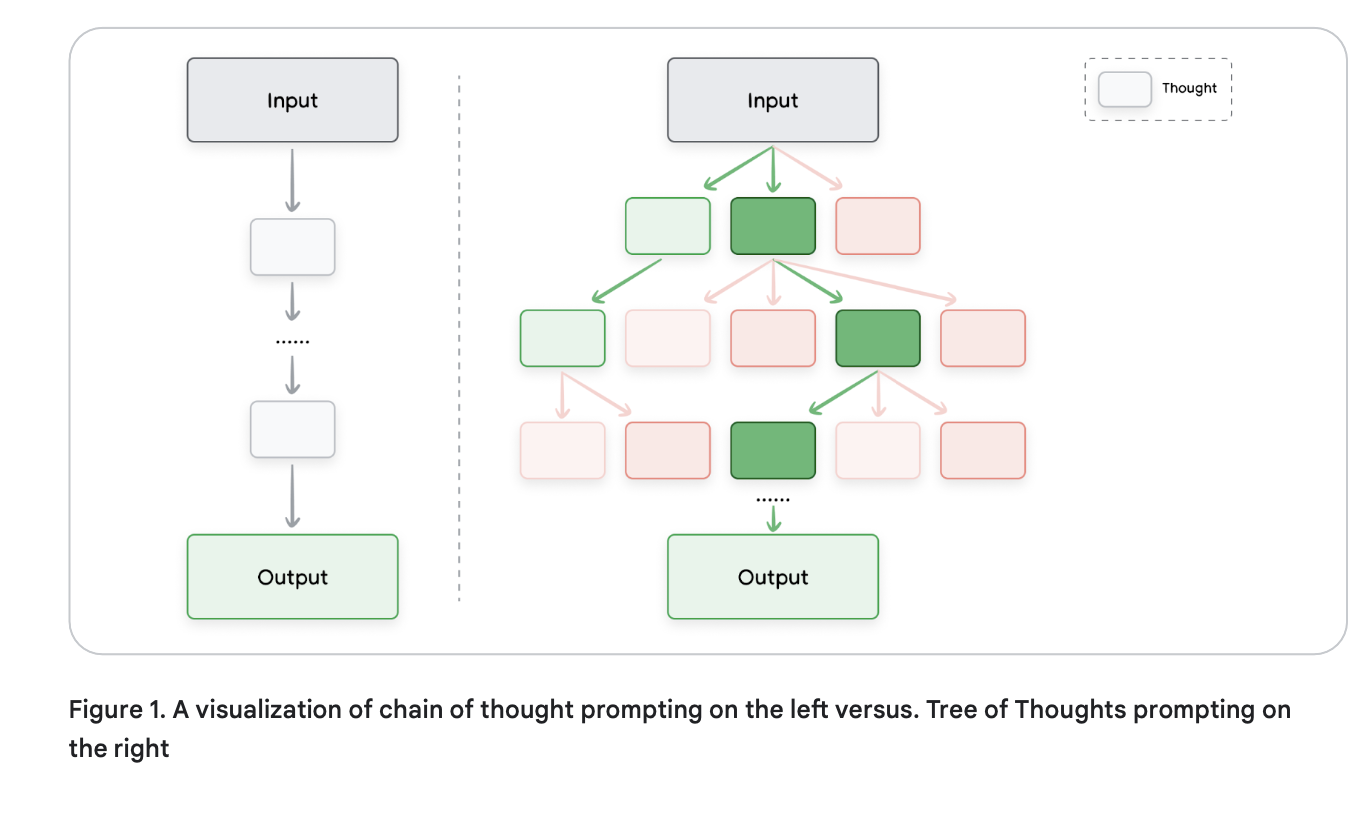 Input
Input
Thought
......
......
Output
Output
Figure 1. A visualization of chain of thought prompting on the left versus. Tree of Thoughts prompting on
the right